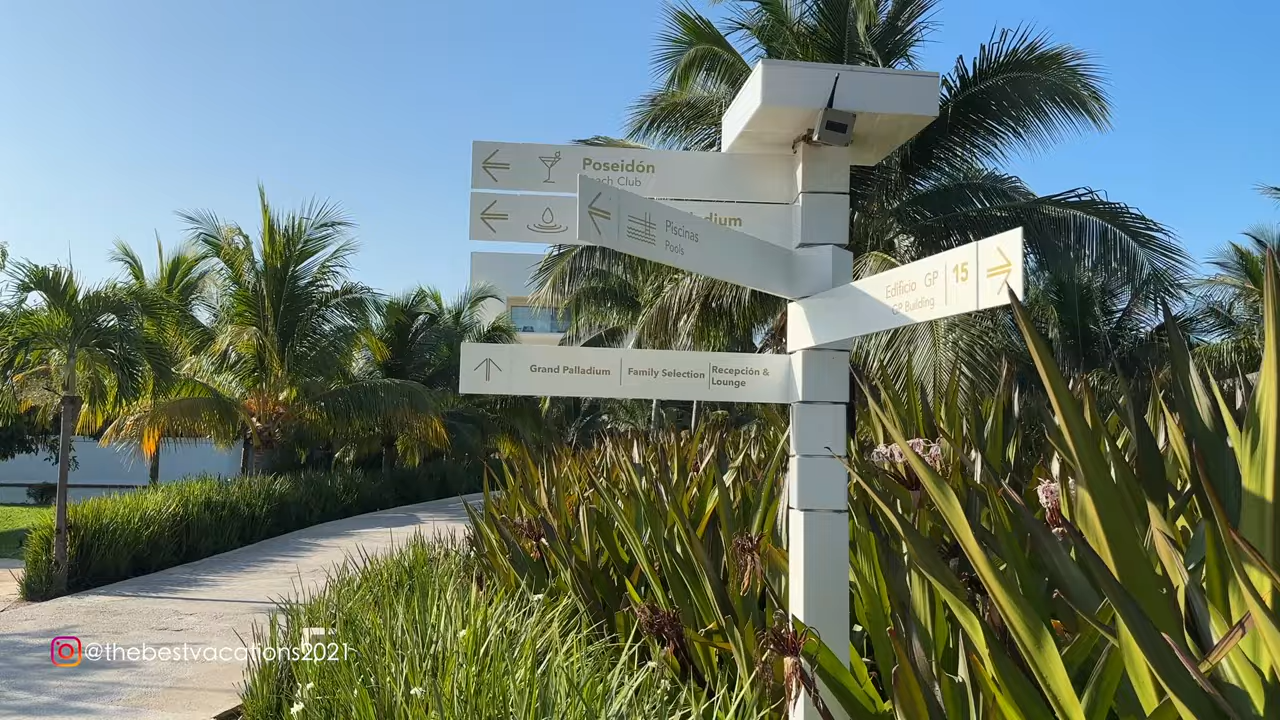 Poseidón
Beach Club
Piscinas
Pools
Edificio GP
GP Building
15
Grand Palladium
Family Selection
Recepción &
Lounge
@thebestvacations2021